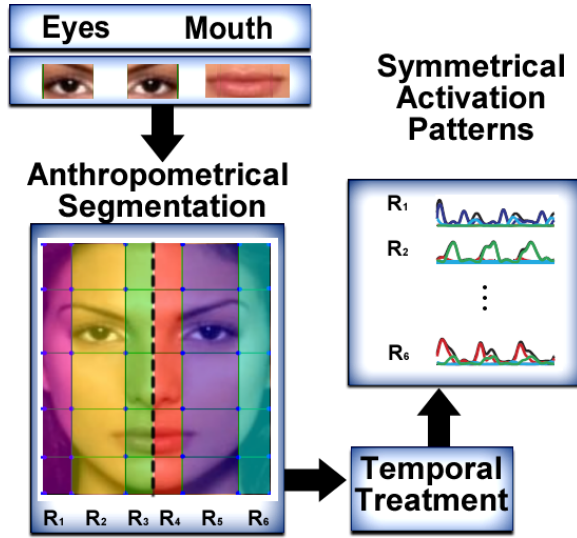 Eyes Mouth
Symmetrical
Activation
Patterns
Anthropometrical
Segmentation
R1
R2
R6
R1 R2 R3 R4 R5 R6
Temporal
Treatment